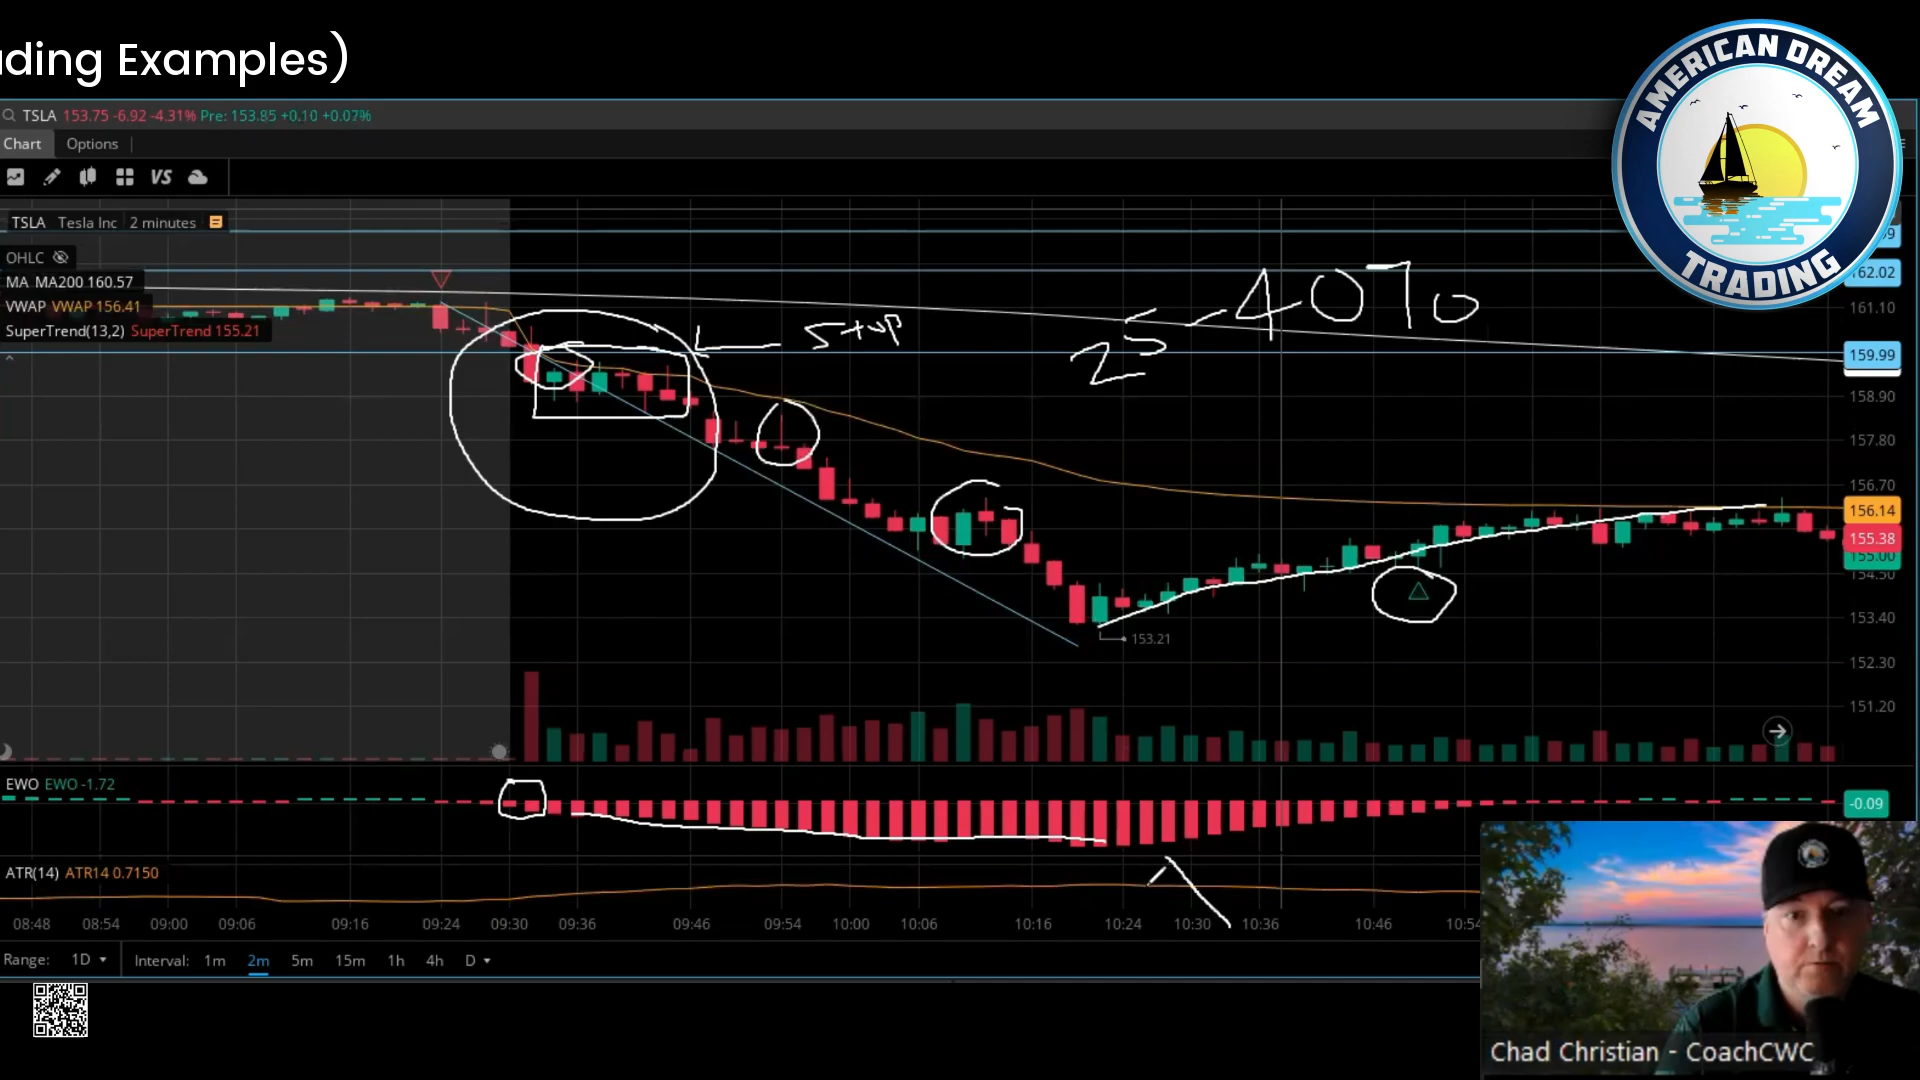 ding Examples)
AMERICAN DREAM
TRADING
TSLA 153.75 -6.92 -4.31% Pre: 153.85 +0.10 +0.07%
Chart Options
VS
TSLA Tesla Inc 2 minutes
OHLC
MA MA200 160.57
VWAP VWAP 156.41
SuperTrend(13,2) SuperTrend 155.21
Stop
25-40%
162.02
161.10
159.99
158.90
157.80
156.70
156.14
155.38
155.00
154.50
153.40
152.30
151.20
153.21
EWO EWO -1.72
-0.09
ATR(14) ATR14 0.7150
08:48 08:54 09:00 09:06 09:16 09:24 09:30 09:36 09:46 09:54 10:00 10:06 10:16 10:24 10:30 10:36 10:46 10:54
Range: 1D Interval: 1m 2m 5m 15m 1h 4h D
Chad Christian - CoachCWC